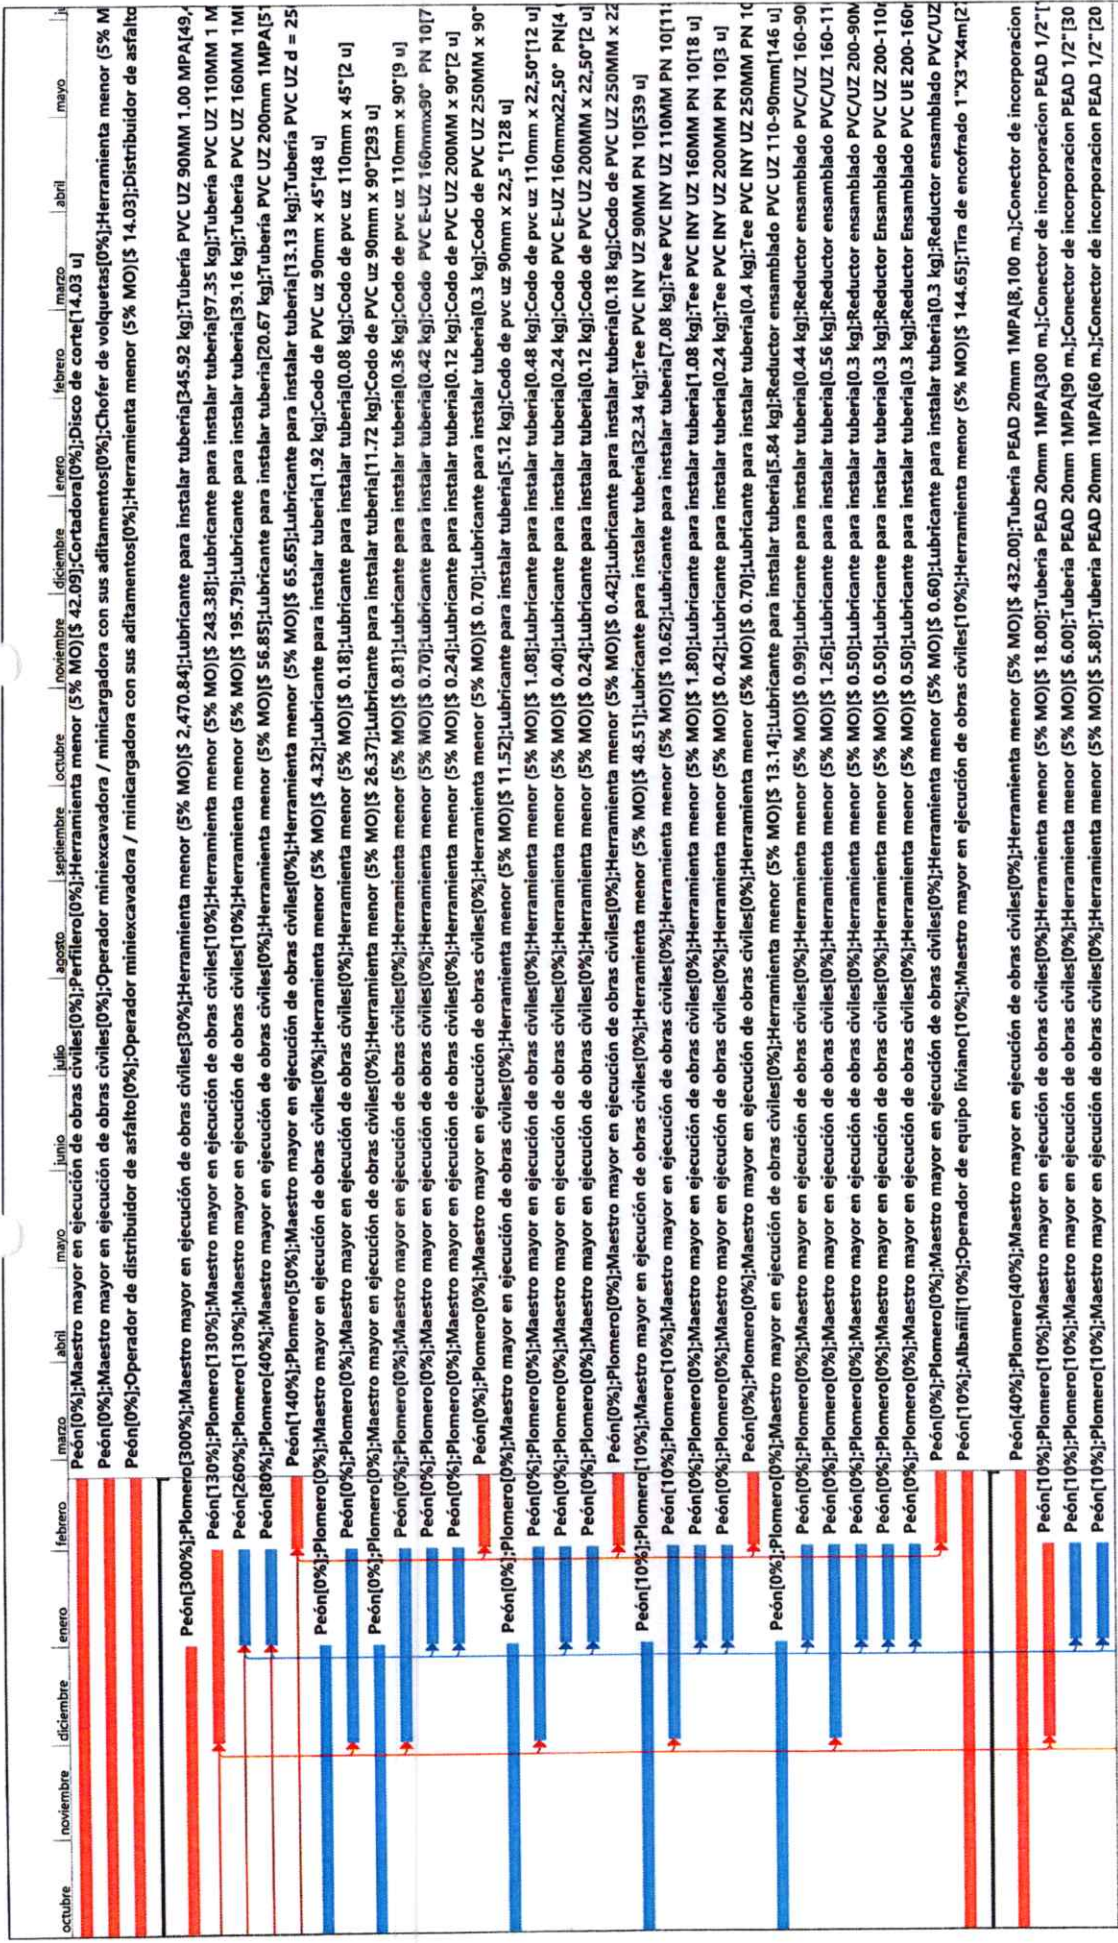 octubre noviembre diciembre enero febrero marzo abril mayo junio julio agosto septiembre octubre noviembre diciembre enero febrero marzo abril mayo
Peón[0%];Maestro mayor en ejecución de obras civiles[0%];Perfilero[0%];Herramienta menor (5% MO)[$ 42.09];Cortadora[0%];Disco de corte[14.03 u]
Peón[0%];Maestro mayor en ejecución de obras civiles[0%];Operador miniexcavadora / minicargadora con sus aditamentos[0%];Chofer de volquetas[0%];Herramienta menor (5% M
Peón[0%];Operador de distribuidor de asfalto[0%];Operador miniexcavadora / minicargadora con sus aditamentos[0%];Herramienta menor (5% MO)[$ 14.03];Distribuidor de asfalto
Peón[300%];Plomero[300%];Maestro mayor en ejecución de obras civiles[30%];Herramienta menor (5% MO)[$ 2,470.84];Lubricante para instalar tuberia[345.92 kg];Tubería PVC UZ 90MM 1.00 MPA[49,
Peón[130%];Plomero[130%];Maestro mayor en ejecución de obras civiles[10%];Herramienta menor (5% MO)[$ 243.38];Lubricante para instalar tuberia[97.35 kg];Tubería PVC UZ 110MM 1 M
Peón[260%];Plomero[130%];Maestro mayor en ejecución de obras civiles[10%];Herramienta menor (5% MO)[$ 195.79];Lubricante para instalar tuberia[39.16 kg];Tubería PVC UZ 160MM 1M
Peón[80%];Plomero[40%];Maestro mayor en ejecución de obras civiles[0%];Herramienta menor (5% MO)[$ 56.85];Lubricante para instalar tuberia[20.67 kg];Tubería PVC UZ 200mm 1MPA[51
Peón[140%];Plomero[50%];Maestro mayor en ejecución de obras civiles[0%];Herramienta menor (5% MO)[$ 65.65];Lubricante para instalar tuberia[13.13 kg];Tubería PVC UZ d = 25
Peón[0%];Plomero[0%];Maestro mayor en ejecución de obras civiles[0%];Herramienta menor (5% MO)[$ 4.32];Lubricante para instalar tuberia[1.92 kg];Codo de PVC uz 90mm x 45°[48 u]
Peón[0%];Plomero[0%];Maestro mayor en ejecución de obras civiles[0%];Herramienta menor (5% MO)[$ 0.18];Lubricante para instalar tuberia[0.08 kg];Codo de pvc uz 110mm x 45°[2 u]
Peón[0%];Plomero[0%];Maestro mayor en ejecución de obras civiles[0%];Herramienta menor (5% MO)[$ 26.37];Lubricante para instalar tuberia[11.72 kg];Codo de PVC uz 90mm x 90°[293 u]
Peón[0%];Plomero[0%];Maestro mayor en ejecución de obras civiles[0%];Herramienta menor (5% MO)[$ 0.81];Lubricante para instalar tuberia[0.36 kg];Codo de pvc uz 110mm x 90°[9 u]
Peón[0%];Plomero[0%];Maestro mayor en ejecución de obras civiles[0%];Herramienta menor (5% MO)[$ 0.70];Lubricante para instalar tuberia[0.42 kg];Codo PVC E-UZ 160mmx90° PN 10[7
Peón[0%];Plomero[0%];Maestro mayor en ejecución de obras civiles[0%];Herramienta menor (5% MO)[$ 0.24];Lubricante para instalar tuberia[0.12 kg];Codo de PVC UZ 200MM x 90°[2 u]
Peón[0%];Plomero[0%];Maestro mayor en ejecución de obras civiles[0%];Herramienta menor (5% MO)[$ 0.70];Lubricante para instalar tuberia[0.3 kg];Codo de PVC UZ 250MM x 90°
Peón[0%];Plomero[0%];Maestro mayor en ejecución de obras civiles[0%];Herramienta menor (5% MO)[$ 11.52];Lubricante para instalar tuberia[5.12 kg];Codo de pvc uz 90mm x 22,5 °[128 u]
Peón[0%];Plomero[0%];Maestro mayor en ejecución de obras civiles[0%];Herramienta menor (5% MO)[$ 1.08];Lubricante para instalar tuberia[0.48 kg];Codo de pvc uz 110mm x 22,50°[12 u]
Peón[0%];Plomero[0%];Maestro mayor en ejecución de obras civiles[0%];Herramienta menor (5% MO)[$ 0.40];Lubricante para instalar tuberia[0.24 kg];Codo PVC E-UZ 160mmx22,50° PN[4
Peón[0%];Plomero[0%];Maestro mayor en ejecución de obras civiles[0%];Herramienta menor (5% MO)[$ 0.24];Lubricante para instalar tuberia[0.12 kg];Codo de PVC UZ 200MM x 22,50°[2 u]
Peón[0%];Plomero[0%];Maestro mayor en ejecución de obras civiles[0%];Herramienta menor (5% MO)[$ 0.42];Lubricante para instalar tuberia[0.18 kg];Codo de PVC UZ 250MM x 22
Peón[10%];Plomero[10%];Maestro mayor en ejecución de obras civiles[0%];Herramienta menor (5% MO)[$ 48.51];Lubricante para instalar tuberia[32.34 kg];Tee PVC INY UZ 90MM PN 10[539 u]
Peón[10%];Plomero[10%];Maestro mayor en ejecución de obras civiles[0%];Herramienta menor (5% MO)[$ 10.62];Lubricante para instalar tuberia[7.08 kg];Tee PVC INY UZ 110MM PN 10[11
Peón[0%];Plomero[0%];Maestro mayor en ejecución de obras civiles[0%];Herramienta menor (5% MO)[$ 1.80];Lubricante para instalar tuberia[1.08 kg];Tee PVC INY UZ 160MM PN 10[18 u]
Peón[0%];Plomero[0%];Maestro mayor en ejecución de obras civiles[0%];Herramienta menor (5% MO)[$ 0.42];Lubricante para instalar tuberia[0.24 kg];Tee PVC INY UZ 200MM PN 10[3 u]
Peón[0%];Plomero[0%];Maestro mayor en ejecución de obras civiles[0%];Herramienta menor (5% MO)[$ 0.70];Lubricante para instalar tuberia[0.4 kg];Tee PVC INY UZ 250MM PN 10
Peón[0%];Plomero[0%];Maestro mayor en ejecución de obras civiles[0%];Herramienta menor (5% MO)[$ 13.14];Lubricante para instalar tuberia[5.84 kg];Reductor ensamblado PVC UZ 110-90mm[146 u]
Peón[0%];Plomero[0%];Maestro mayor en ejecución de obras civiles[0%];Herramienta menor (5% MO)[$ 0.99];Lubricante para instalar tuberia[0.44 kg];Reductor ensamblado PVC/UZ 160-90
Peón[0%];Plomero[0%];Maestro mayor en ejecución de obras civiles[0%];Herramienta menor (5% MO)[$ 1.26];Lubricante para instalar tuberia[0.56 kg];Reductor ensamblado PVC/UZ 160-11
Peón[0%];Plomero[0%];Maestro mayor en ejecución de obras civiles[0%];Herramienta menor (5% MO)[$ 0.50];Lubricante para instalar tuberia[0.3 kg];Reductor ensamblado PVC/UZ 200-90M
Peón[0%];Plomero[0%];Maestro mayor en ejecución de obras civiles[0%];Herramienta menor (5% MO)[$ 0.50];Lubricante para instalar tuberia[0.3 kg];Reductor Ensamblado PVC UZ 200-110
Peón[0%];Plomero[0%];Maestro mayor en ejecución de obras civiles[0%];Herramienta menor (5% MO)[$ 0.50];Lubricante para instalar tuberia[0.3 kg];Reductor Ensamblado PVC UE 200-160
Peón[0%];Plomero[0%];Maestro mayor en ejecución de obras civiles[0%];Herramienta menor (5% MO)[$ 0.60];Lubricante para instalar tuberia[0.3 kg];Reductor ensamblado PVC/UZ
Peón[10%];Albañil[10%];Operador de equipo liviano[10%];Maestro mayor en ejecución de obras civiles[10%];Herramienta menor (5% MO)[$ 144.65];Tira de encofrado 1"X3"X4m[2
Peón[40%];Plomero[40%];Maestro mayor en ejecución de obras civiles[0%];Herramienta menor (5% MO)[$ 432.00];Tuberia PEAD 20mm 1MPA[8,100 m.];Conector de incorporacion
Peón[10%];Plomero[10%];Maestro mayor en ejecución de obras civiles[0%];Herramienta menor (5% MO)[$ 18.00];Tuberia PEAD 20mm 1MPA[300 m.];Conector de incorporacion PEAD 1/2"[
Peón[10%];Plomero[10%];Maestro mayor en ejecución de obras civiles[0%];Herramienta menor (5% MO)[$ 6.00];Tuberia PEAD 20mm 1MPA[90 m.];Conector de incorporacion PEAD 1/2"[30
Peón[10%];Plomero[10%];Maestro mayor en ejecución de obras civiles[0%];Herramienta menor (5% MO)[$ 5.80];Tuberia PEAD 20mm 1MPA[60 m.];Conector de incorporacion PEAD 1/2"[20